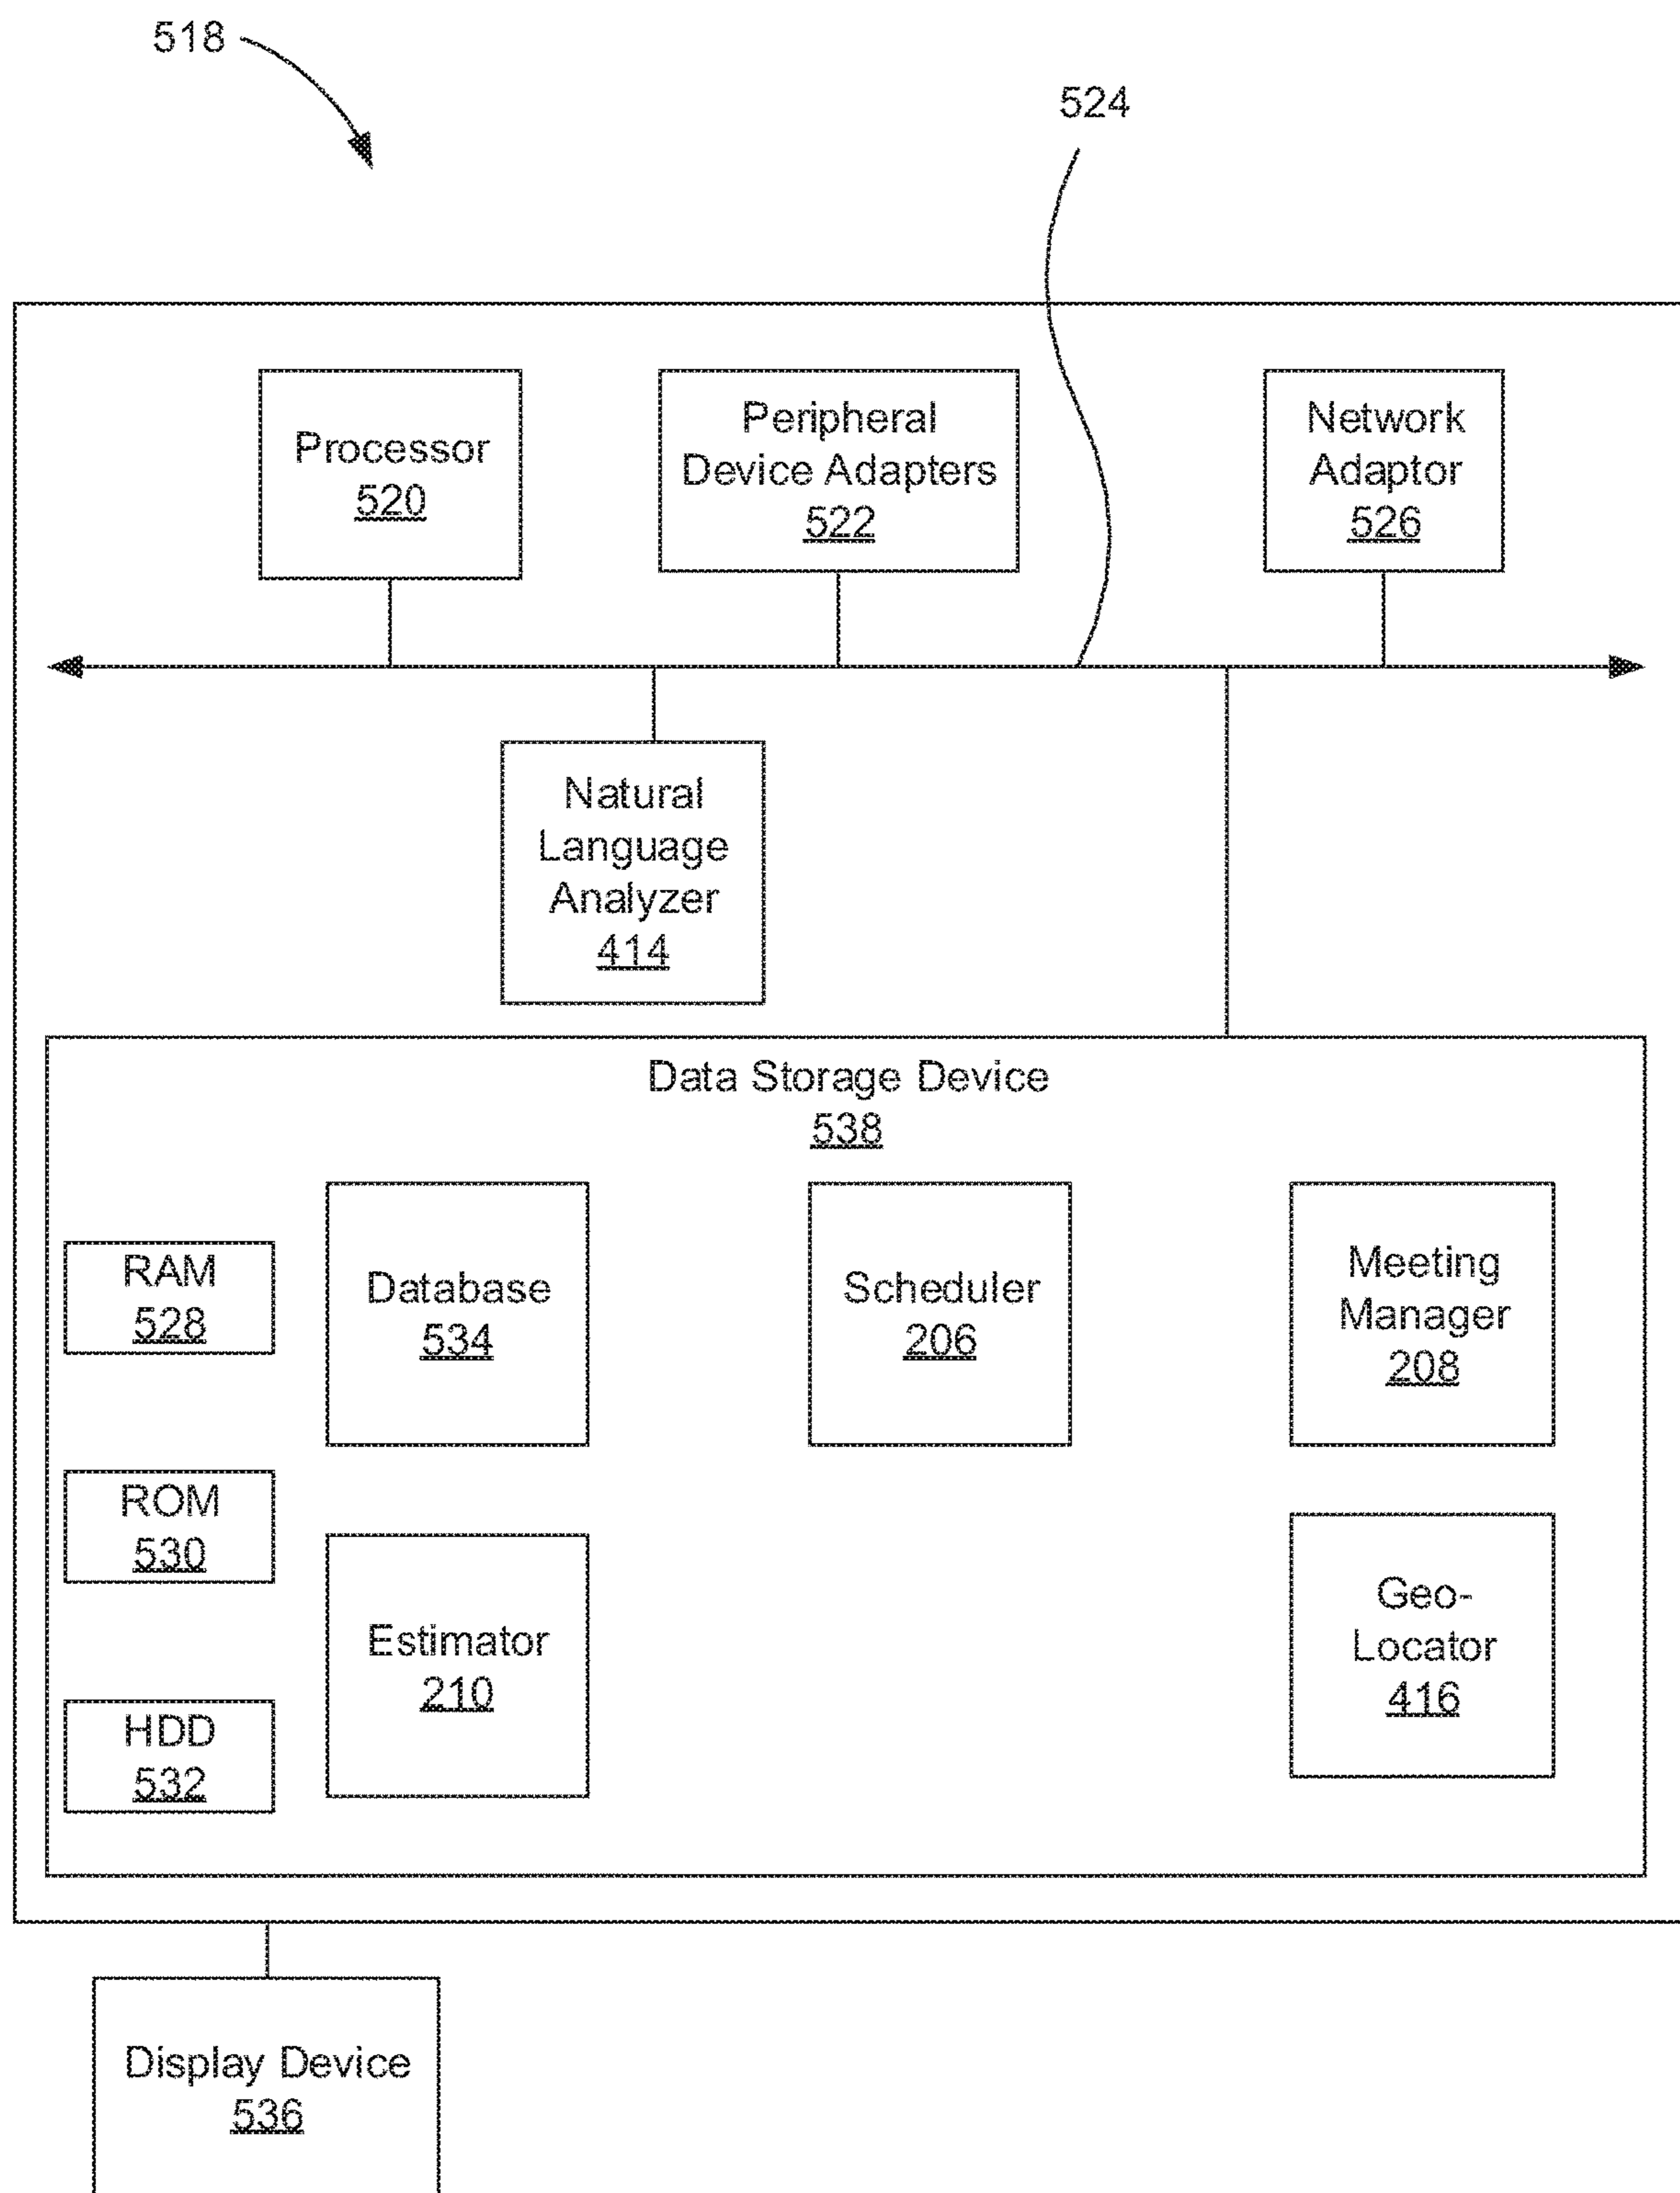 518
524
Processor
520
Peripheral
Device Adapters
522
Network
Adaptor
526
Natural
Language
Analyzer
414
Data Storage Device
538
RAM
528
Database
534
Scheduler
206
Meeting
Manager
208
ROM
530
Estimator
210
Geo-
Locator
416
HDD
532
Display Device
536